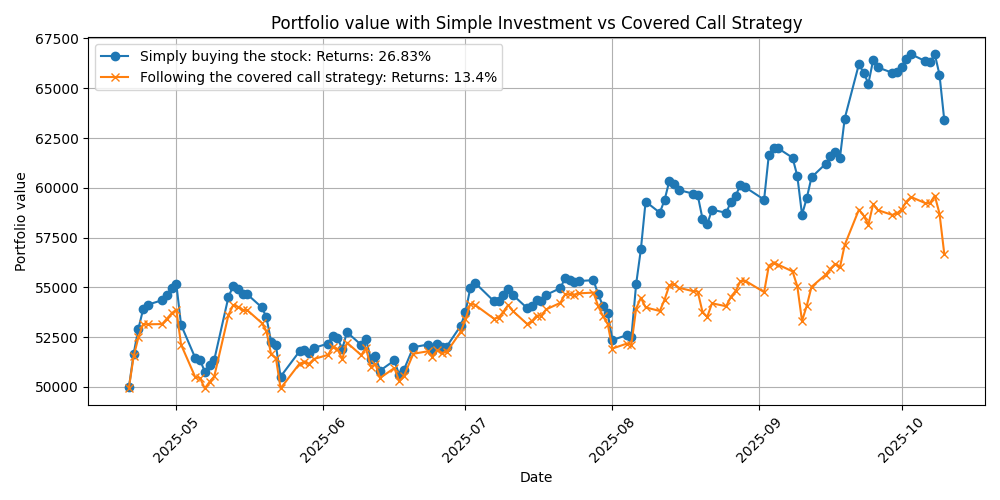 Portfolio value with Simple Investment vs Covered Call Strategy
Simply buying the stock: Returns: 26.83%
Following the covered call strategy: Returns: 13.4%
Portfolio value
67500
65000
62500
60000
57500
55000
52500
50000
2025-05
2025-06
2025-07
2025-08
2025-09
2025-10
Date